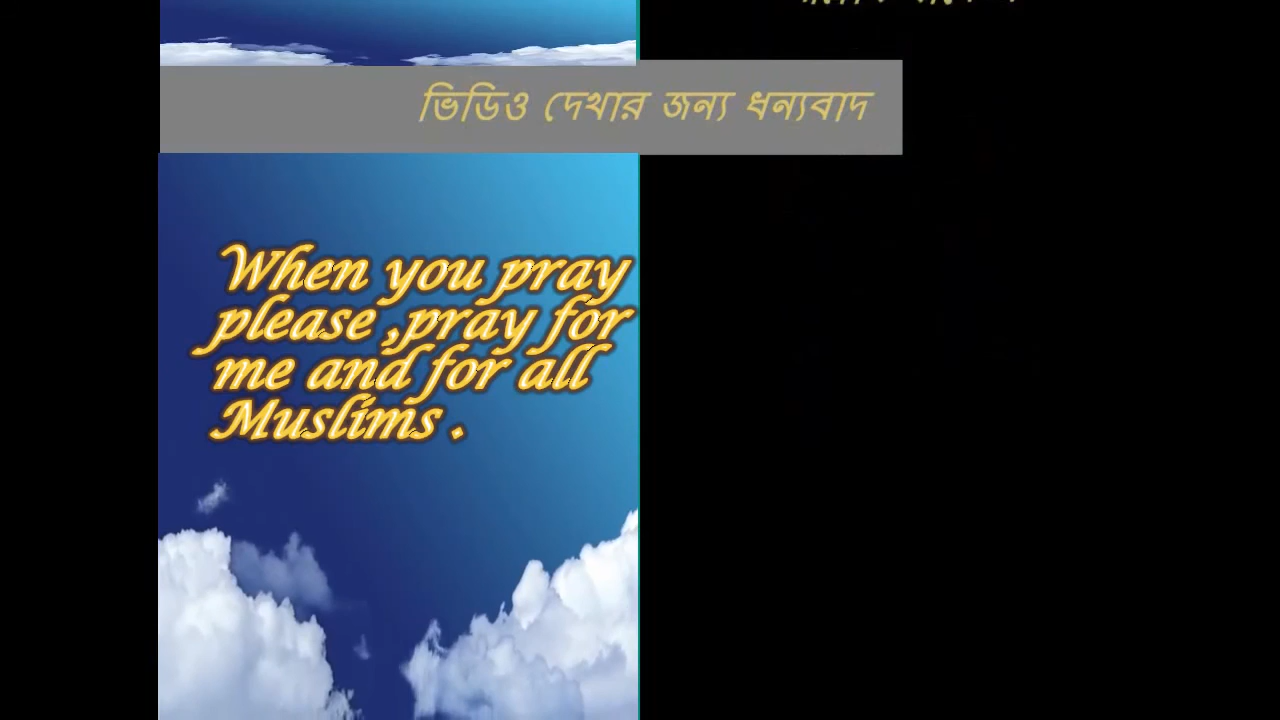 ভিডিও দেখার জন্য ধন্যবাদ
When you pray
please ,pray for
me and for all
Muslims .